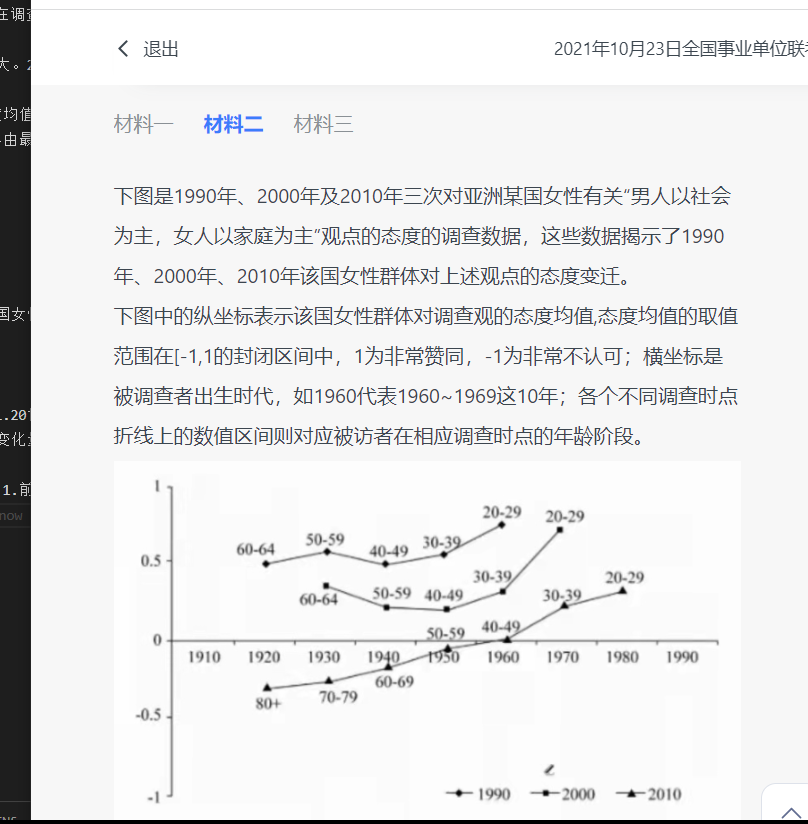 在调查
大。2
均值
由最
国女
1.201
变化
1.前
now
退出
2021年10月23日全国事业单位联考
材料一 材料二 材料三
下图是1990年、2000年及2010年三次对亚洲某国女性有关“男人以社会
为主，女人以家庭为主”观点的态度的调查数据，这些数据揭示了1990
年、2000年、2010年该国女性群体对上述观点的态度变迁。
下图中的纵坐标表示该国女性群体对调查观的态度均值,态度均值的取值
范围在[-1,1的封闭区间中，1为非常赞同，-1为非常不认可；横坐标是
被调查者出生时代，如1960代表1960~1969这10年；各个不同调查时点
折线上的数值区间则对应被访者在相应调查时点的年龄阶段。
1
20-29 20-29
60-64 50-59 40-49 30-39
0.5
60-64 50-59 40-49 30-39 30-39 20-29
50-59 40-49
0
1910 1920 1930 1940 1950 1960 1970 1980 1990
80+ 70-79 60-69
-0.5
-1
1990 2000 2010